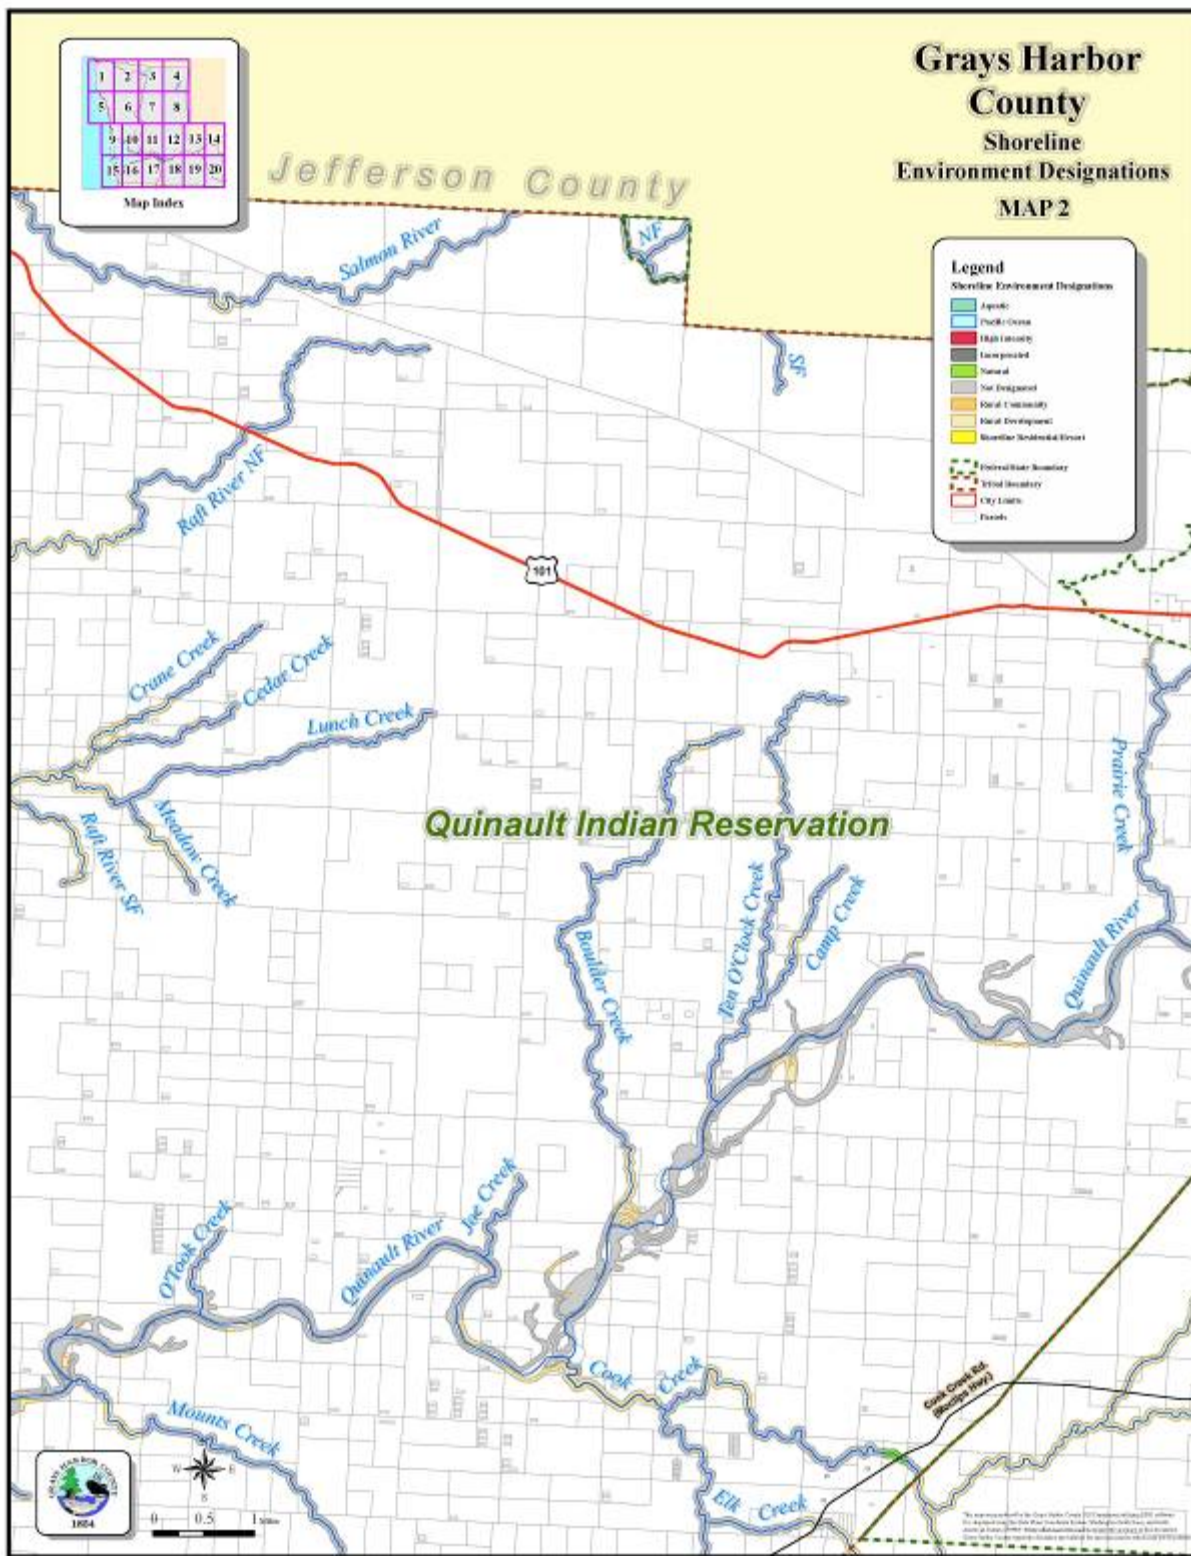 Grays Harbor
County
Shoreline
Environment Designations
MAP 2
1 2 3 4
5 6 7 8
9 10 11 12 13 14
15 16 17 18 19 20
Map Index
Jefferson County
Legend
Shoreline Environment Designations
Aquatic
Pacific Ocean
High Intensity
Incorporated
Natural
Not Designated
Rural Community
Rural Development
Shoreline Residential/Resort
Federal/State Boundary
Tribal Boundary
City Limits
Parcels
Salmon River
NF
SF
Raft River NF
101
Crane Creek
Cedar Creek
Lunch Creek
Meadow Creek
Raft River SF
Quinault Indian Reservation
Prairie Creek
Quinault River
Boulder Creek
Ten O'Clock Creek
Camp Creek
Joe Creek
O'Took Creek
Quinault River
Cook Creek
Cook Creek Rd.
(Moclips Hwy)
Mounts Creek
Elk Creek
GRAYS HARBOR COUNTY
1854
W E
S
0 0.5 1 Miles